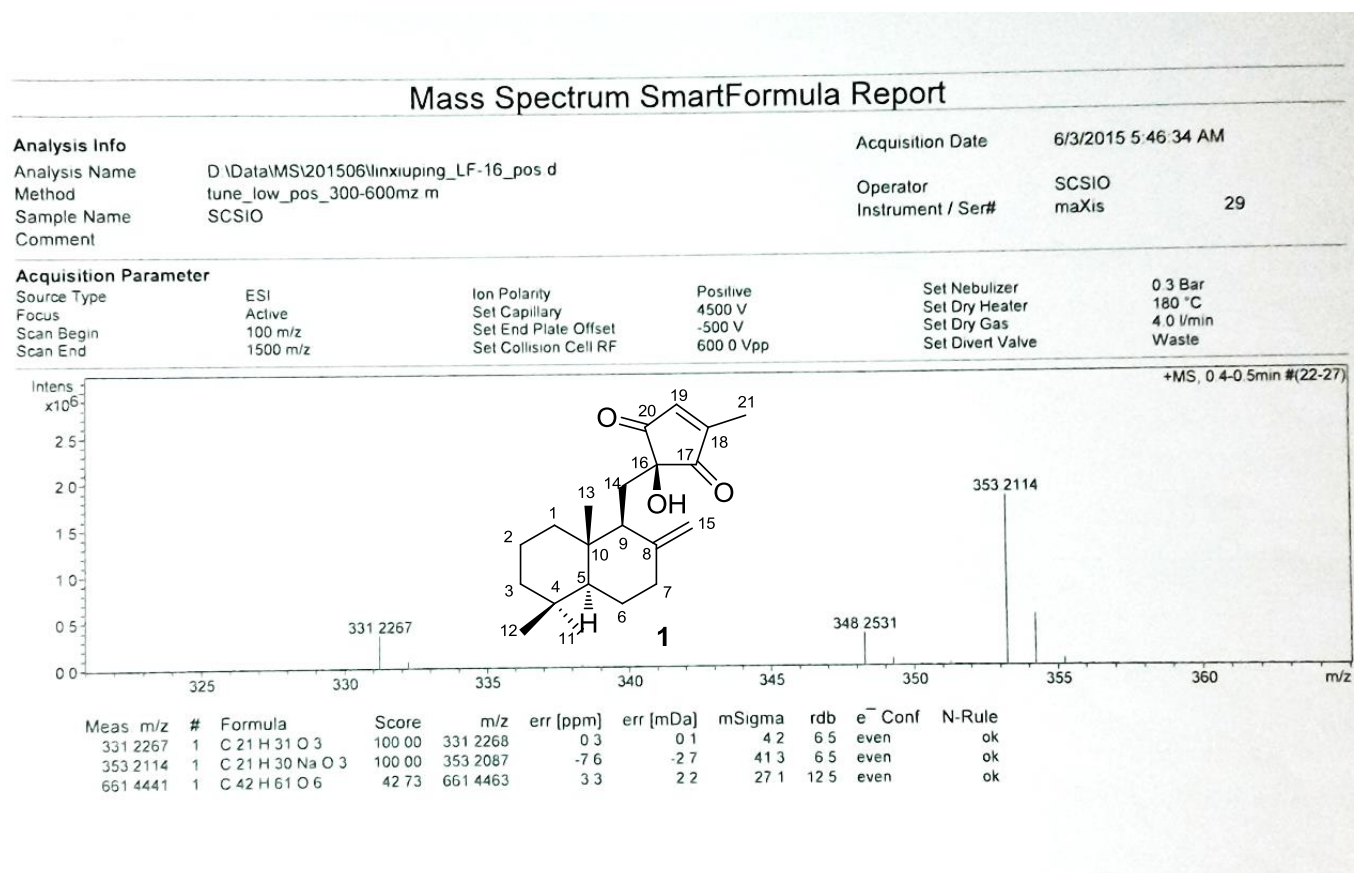 Mass Spectrum SmartFormula Report
Analysis Info
Acquisition Date 6/3/2015 5:46:34 AM
Analysis Name D \Data\MS\201506\linxiuping_LF-16_pos d
Method tune_low_pos_300-600mz m
Operator SCSIO
Sample Name SCSIO
Instrument / Ser# maXis 29
Comment
Acquisition Parameter
Source Type ESI Ion Polarity Positive Set Nebulizer 0 3 Bar
Focus Active Set Capillary 4500 V Set Dry Heater 180 °C
Scan Begin 100 m/z Set End Plate Offset -500 V Set Dry Gas 4.0 l/min
Scan End 1500 m/z Set Collision Cell RF 600 0 Vpp Set Divert Valve Waste
Intens
x10⁶
+MS, 0 4-0.5min #(22-27)
2 5
2 0
1 5
1 0
0 5
0 0
O 20 19 21
18
16 17
14 O
13 OH
1 15
2 9
10 8
3 4 5 7
6
12 11 H 1
353 2114
348 2531
331 2267
325 330 335 340 345 350 355 360 m/z
Meas m/z # Formula Score m/z err [ppm] err [mDa] mSigma rdb e⁻ Conf N-Rule
331 2267 1 C 21 H 31 O 3 100 00 331 2268 0 3 0 1 4 2 6 5 even ok
353 2114 1 C 21 H 30 Na O 3 100 00 353 2087 -7 6 -2 7 41 3 6 5 even ok
661 4441 1 C 42 H 61 O 6 42 73 661 4463 3 3 2 2 27 1 12 5 even ok